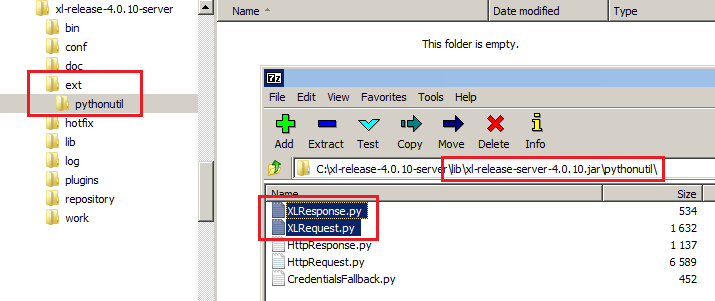 xl-release-4.0.10-server
bin
conf
doc
ext
pythonutil
hotfix
lib
log
plugins
repository
work
Name Date modified Type
This folder is empty.
7z
File Edit View Favorites Tools Help
Add Extract Test Copy Move Delete Info
C:\xl-release-4.0.10-server\lib\xl-release-server-4.0.10.jar\pythonutil\
Name Size
XLResponse.py 534
XLRequest.py 1 632
HttpResponse.py 1 137
HttpRequest.py 6 589
CredentialsFallback.py 452